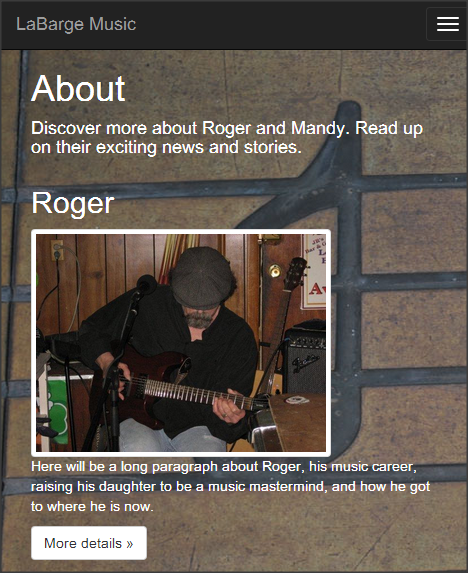 LaBarge Music
About
Discover more about Roger and Mandy. Read up
on their exciting news and stories.
Roger
Here will be a long paragraph about Roger, his music career,
raising his daughter to be a music mastermind, and how he got
to where he is now.
More details »